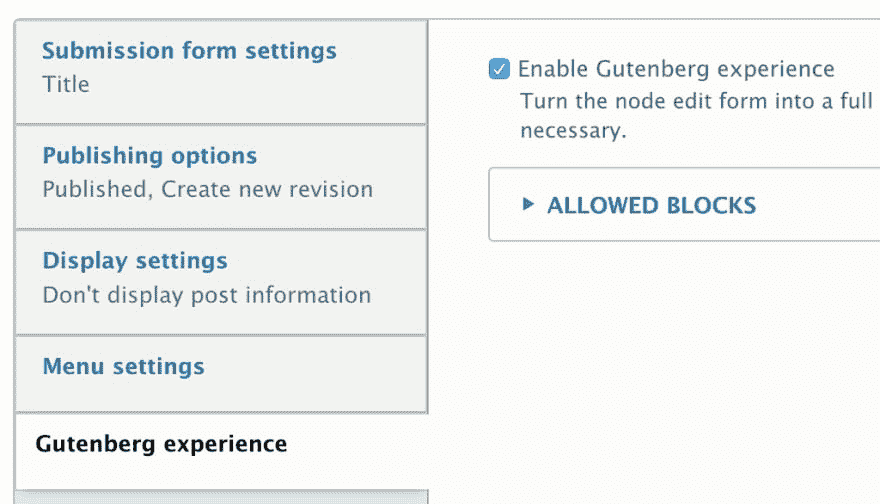 Submission form settings
Title
Publishing options
Published, Create new revision
Display settings
Don't display post information
Menu settings
Gutenberg experience
Enable Gutenberg experience
Turn the node edit form into a full
necessary.
ALLOWED BLOCKS